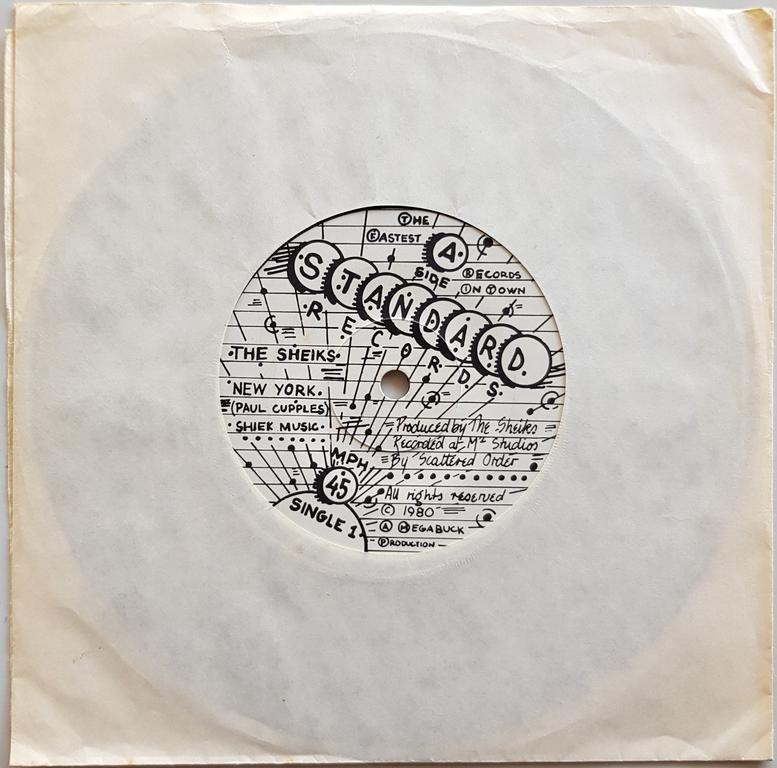 THE
FASTEST
A.
SIDE
RECORDS
IN TOWN
STANDARD.
.RECORDS.
.THE SHEIKS.
NEW YORK.
(PAUL CUPPLES)
SHIEK MUSIC.
Produced by The Sheiks
Recorded at M² Studios
By Scattered Order
MPH
45
SINGLE 1
All rights reserved
© 1980
A MEGABUCK
PRODUCTION